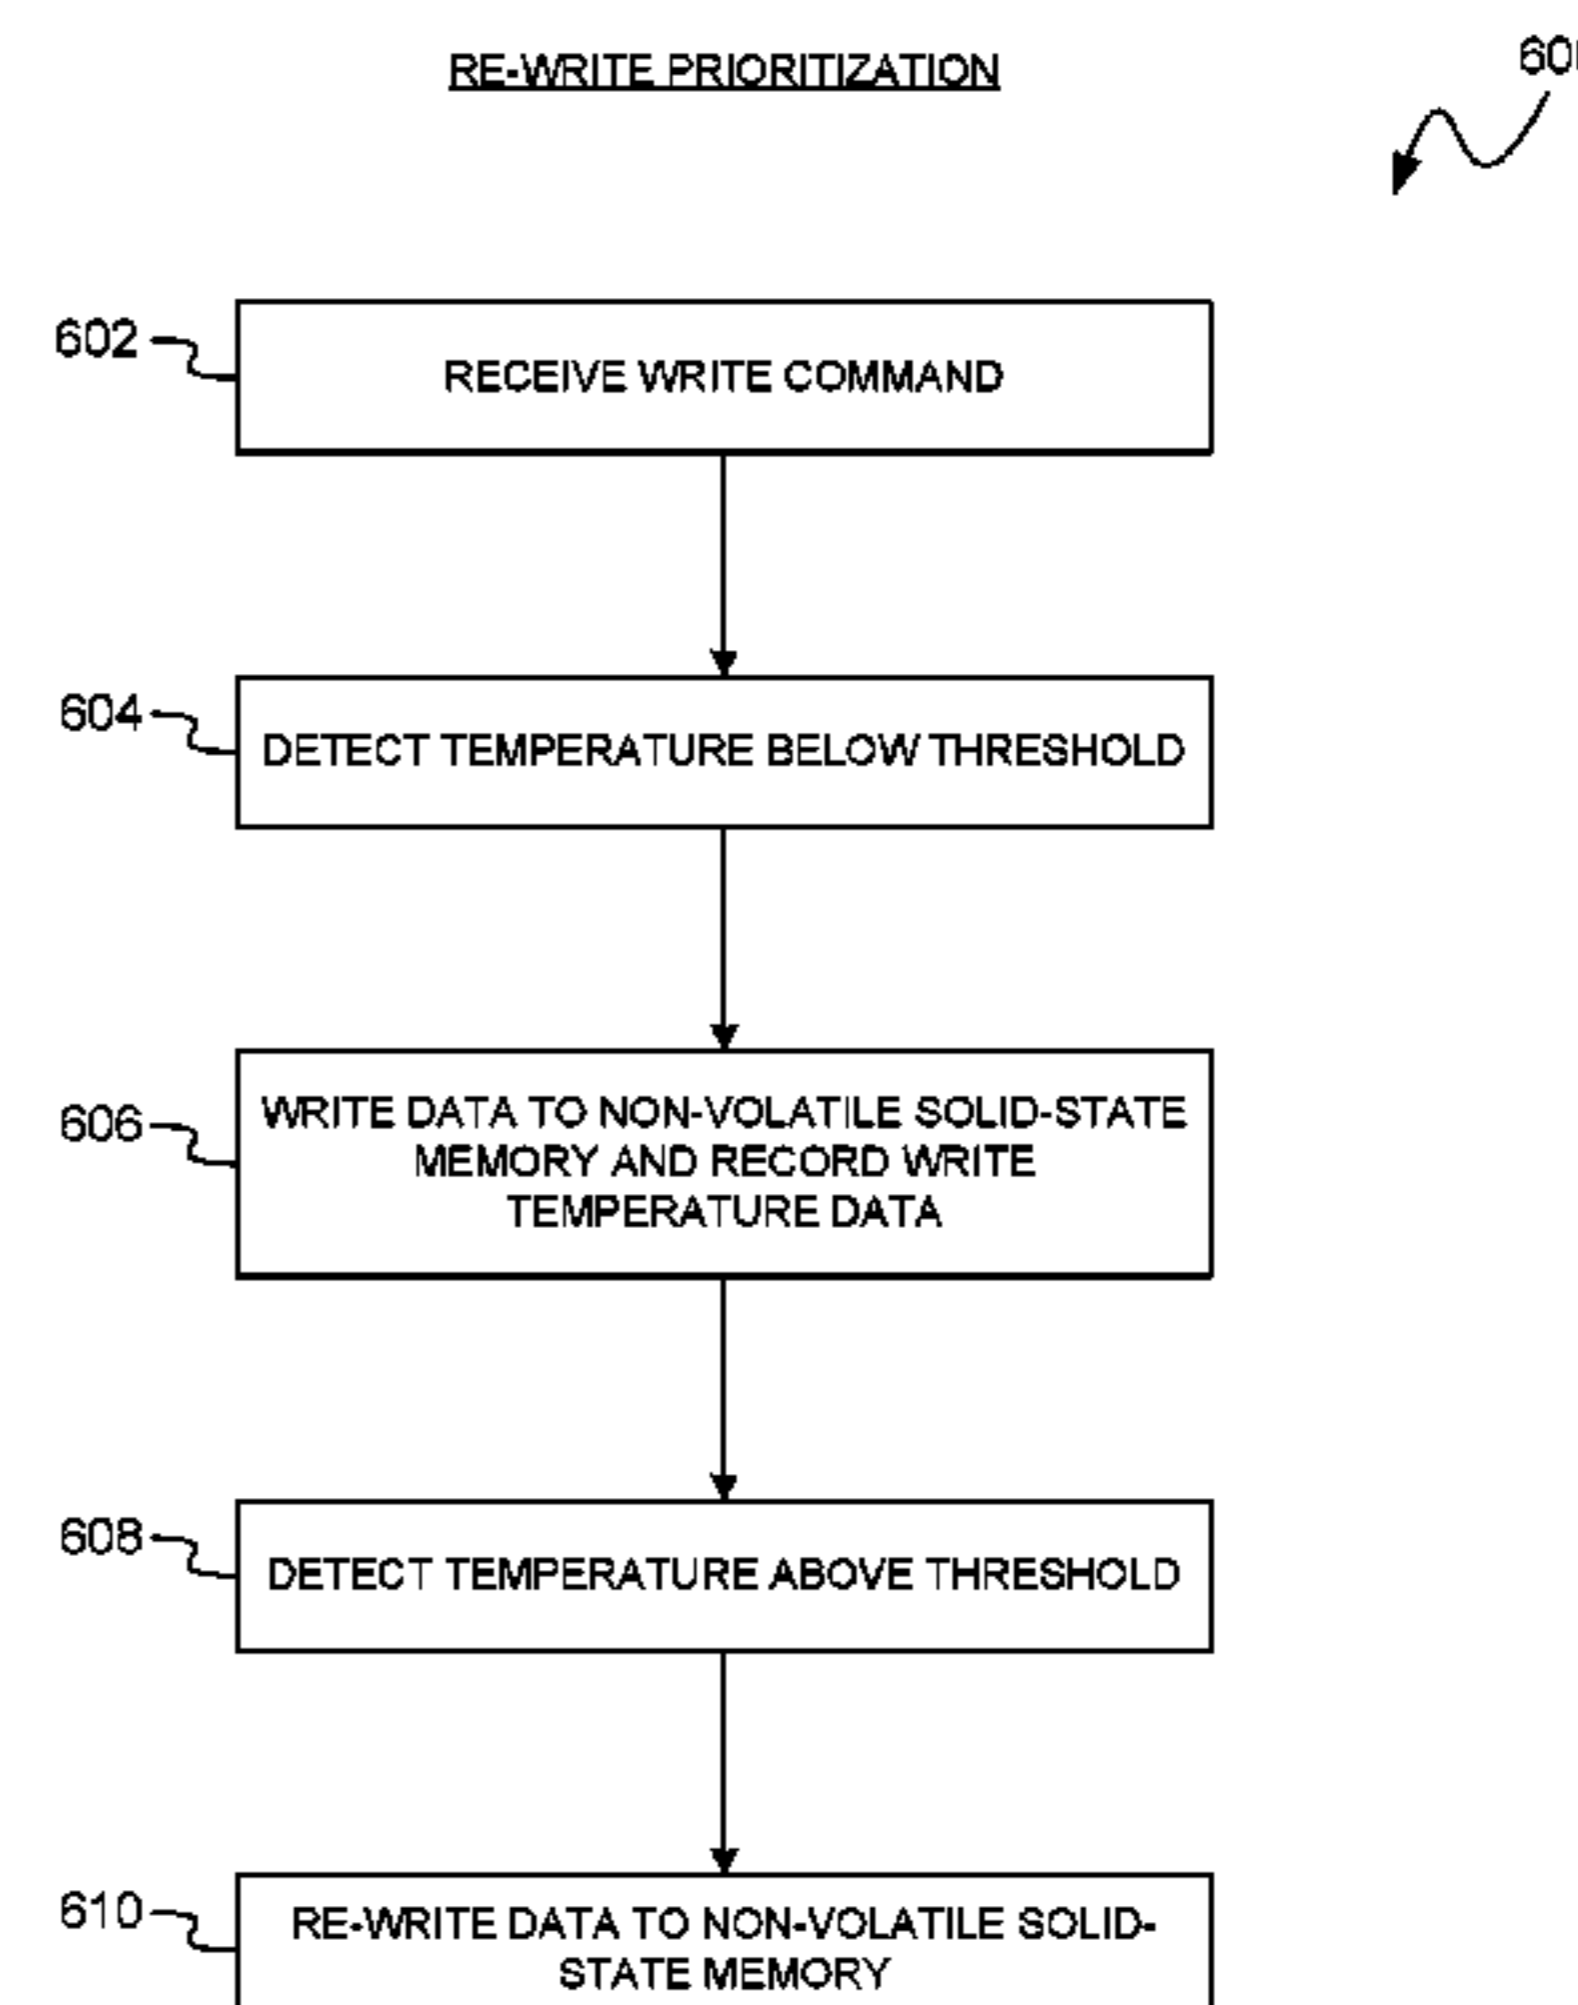 RE-WRITE PRIORITIZATION
602
RECEIVE WRITE COMMAND
604
DETECT TEMPERATURE BELOW THRESHOLD
606
WRITE DATA TO NON-VOLATILE SOLID-STATE
MEMORY AND RECORD WRITE
TEMPERATURE DATA
608
DETECT TEMPERATURE ABOVE THRESHOLD
610
RE-WRITE DATA TO NON-VOLATILE SOLID-
STATE MEMORY